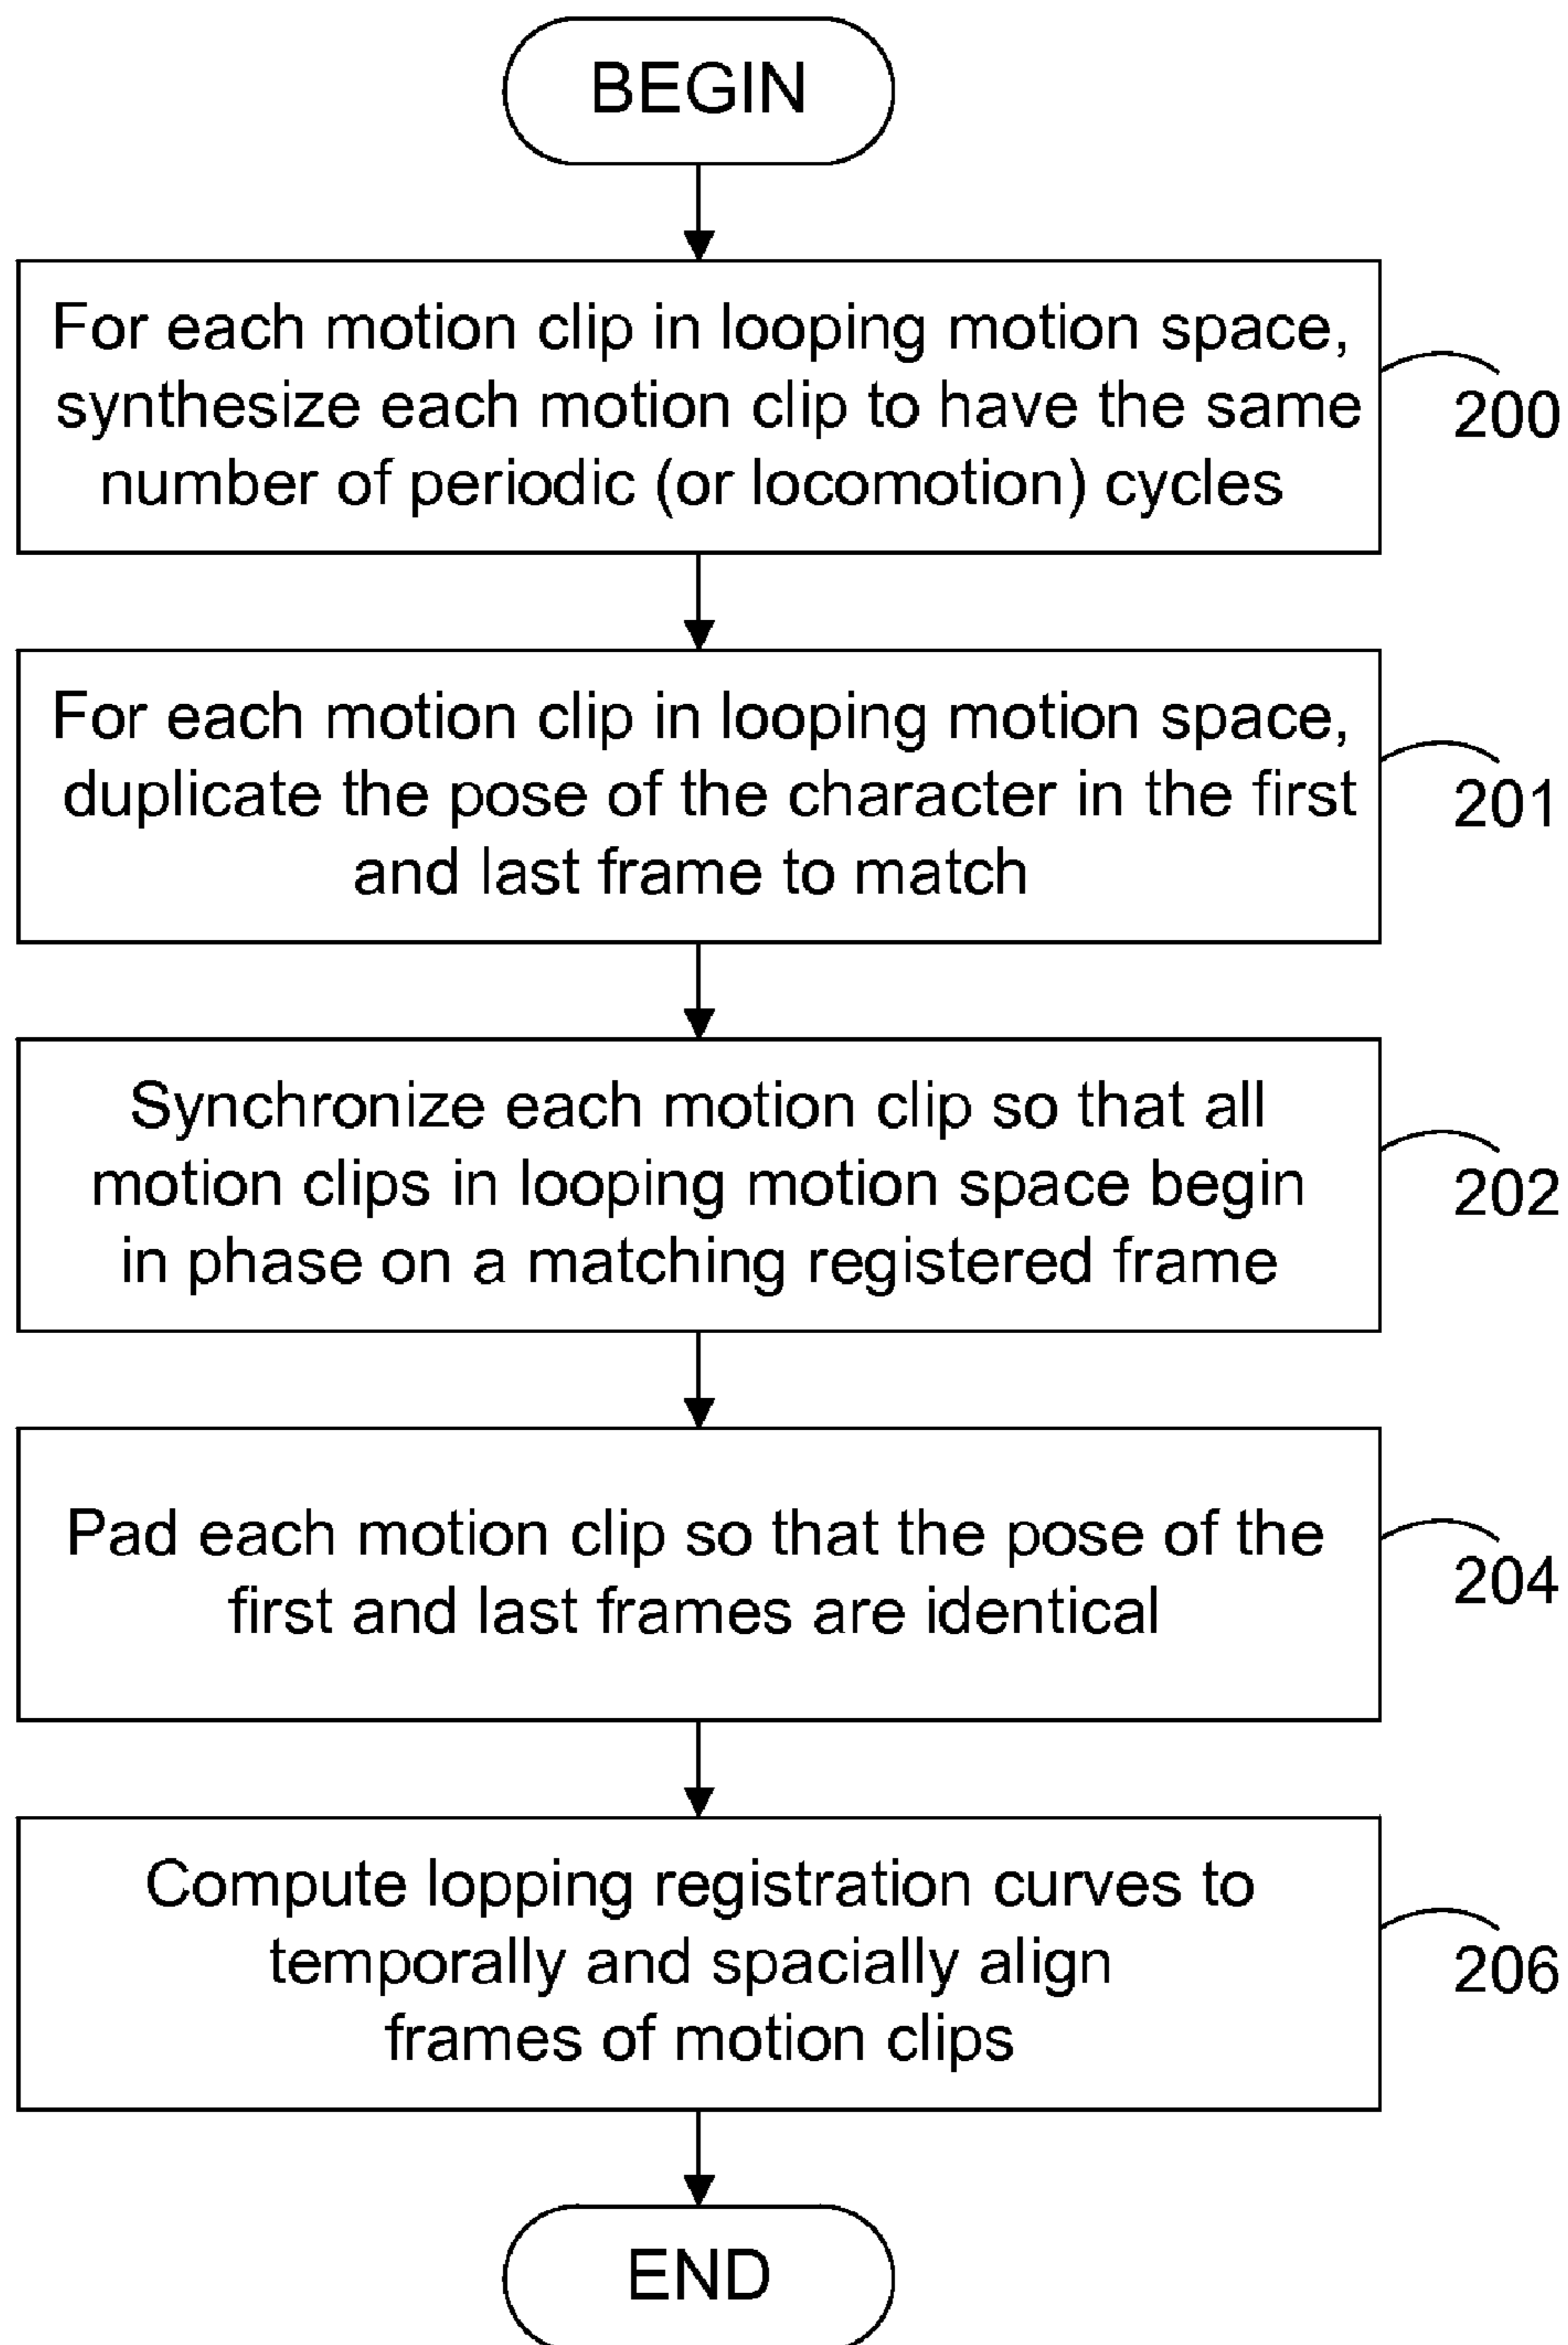 BEGIN
For each motion clip in looping motion space,
synthesize each motion clip to have the same
number of periodic (or locomotion) cycles
200
For each motion clip in looping motion space,
duplicate the pose of the character in the first
and last frame to match
201
Synchronize each motion clip so that all
motion clips in looping motion space begin
in phase on a matching registered frame
202
Pad each motion clip so that the pose of the
first and last frames are identical
204
Compute lopping registration curves to
temporally and spacially align
frames of motion clips
206
END